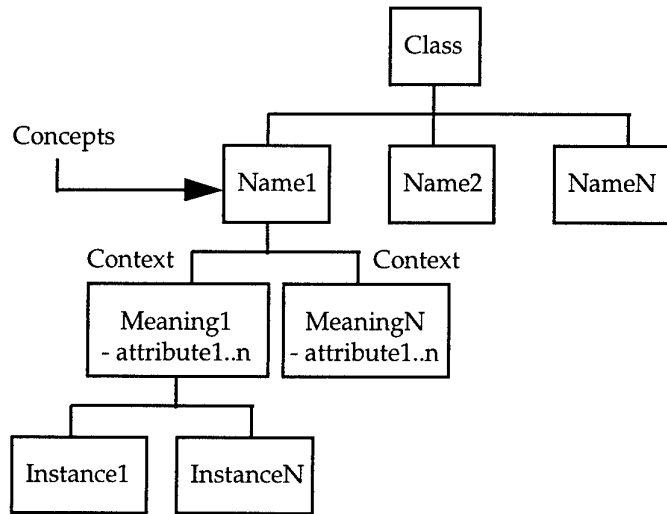 Class
Concepts
Name1
Name2
NameN
Context
Context
Meaning1
- attribute1..n
MeaningN
- attribute1..n
Instance1
InstanceN